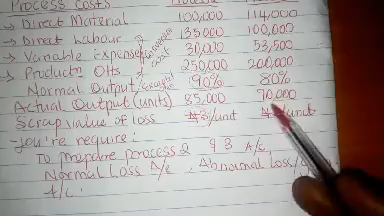 Process Costs
→ Direct Material 100,000 114,000
→ Direct Labour 135000 100,000
→ Variable Expenses 30,000 53,500
→ Production O/Hs 250,000 200,000
Normal Output 90% 80%
Actual Output (units) 85,000 70,000
Scrap value of loss ₦3/unit /unit
You're require:
To prepare process 2 9 3 A/c,
Normal Loss A/c, Abnormal Loss/
A/c.